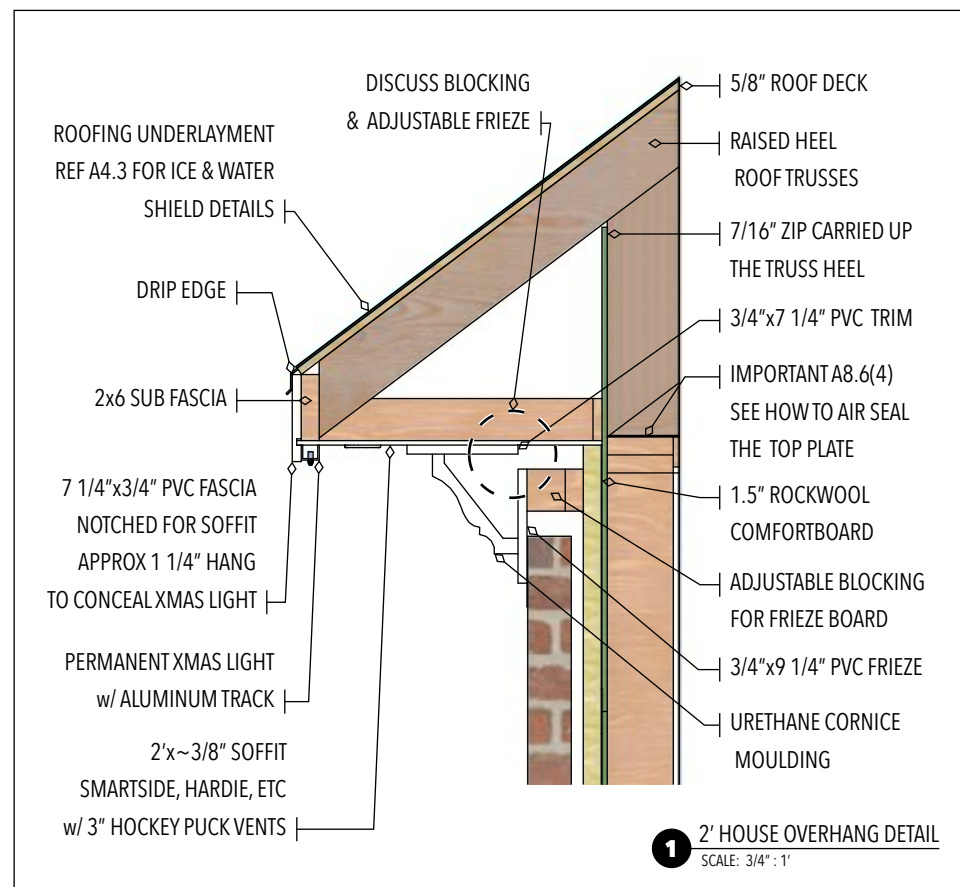 DISCUSS BLOCKING
& ADJUSTABLE FRIEZE
ROOFING UNDERLAYMENT
REF A4.3 FOR ICE & WATER
SHIELD DETAILS
DRIP EDGE
2x6 SUB FASCIA
7 1/4"x3/4" PVC FASCIA
NOTCHED FOR SOFFIT
APPROX 1 1/4" HANG
TO CONCEAL XMAS LIGHT
PERMANENT XMAS LIGHT
w/ ALUMINUM TRACK
2'x~3/8" SOFFIT
SMARTSIDE, HARDIE, ETC
w/ 3" HOCKEY PUCK VENTS
5/8" ROOF DECK
RAISED HEEL
ROOF TRUSSES
7/16" ZIP CARRIED UP
THE TRUSS HEEL
3/4"x7 1/4" PVC TRIM
IMPORTANT A8.6(4)
SEE HOW TO AIR SEAL
THE TOP PLATE
1.5" ROCKWOOL
COMFORTBOARD
ADJUSTABLE BLOCKING
FOR FRIEZE BOARD
3/4"x9 1/4" PVC FRIEZE
URETHANE CORNICE
MOULDING
1 2' HOUSE OVERHANG DETAIL
SCALE: 3/4" : 1'